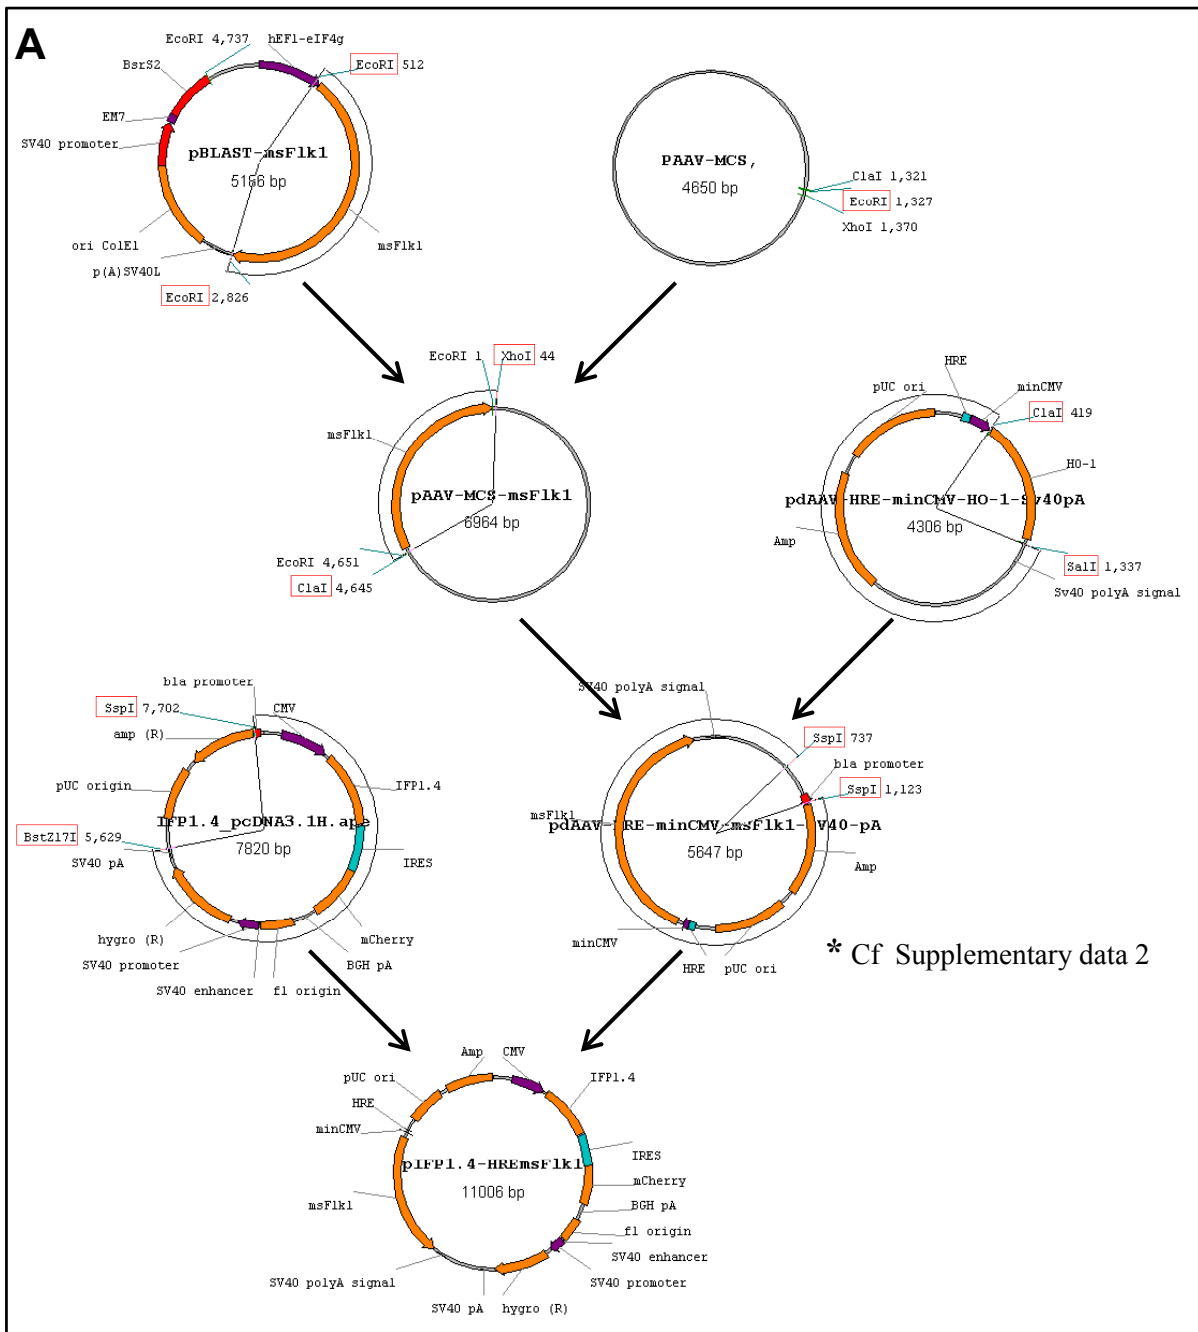 A
EcoRI 4,737
hEF1-eIF4g
BsrS2
EcoRI 512
EM7
SV40 promoter
pBLAST-msFlk1
5166 bp
ori ColE1
msFlk1
p(A)SV40L
EcoRI 2,826
PAAV-MCS,
4650 bp
ClaI 1,321
EcoRI 1,327
XhoI 1,370
EcoRI 1
XhoI 44
msFlk1
pAAV-MCS-msFlk1
6964 bp
EcoRI 4,651
ClaI 4,645
HRE
pUC ori
minCMV
ClaI 419
HO-1
pdAAV-HRE-minCMV-HO-1-Sv40pA
4306 bp
Amp
SalI 1,337
Sv40 polyA signal
bla promoter
SspI 7,702
CMV
amp (R)
pUC origin
IFP1.4
IFP1.4_pcDNA3.1H.ape
7820 bp
BstZ17I 5,629
SV40 pA
IRES
hygro (R)
mCherry
SV40 promoter
BGH pA
SV40 enhancer
f1 origin
SV40 polyA signal
SspI 737
bla promoter
SspI 1,123
msFlk1
pdAAV-HRE-minCMV-msFlk1-SV40-pA
5647 bp
Amp
minCMV
HRE
pUC ori
* Cf Supplementary data 2
Amp
CMV
pUC ori
IFP1.4
HRE
minCMV
IRES
pIFP1.4-HREmsFlk1
mCherry
11006 bp
msFlk1
BGH pA
f1 origin
SV40 enhancer
SV40 polyA signal
SV40 promoter
SV40 pA
hygro (R)